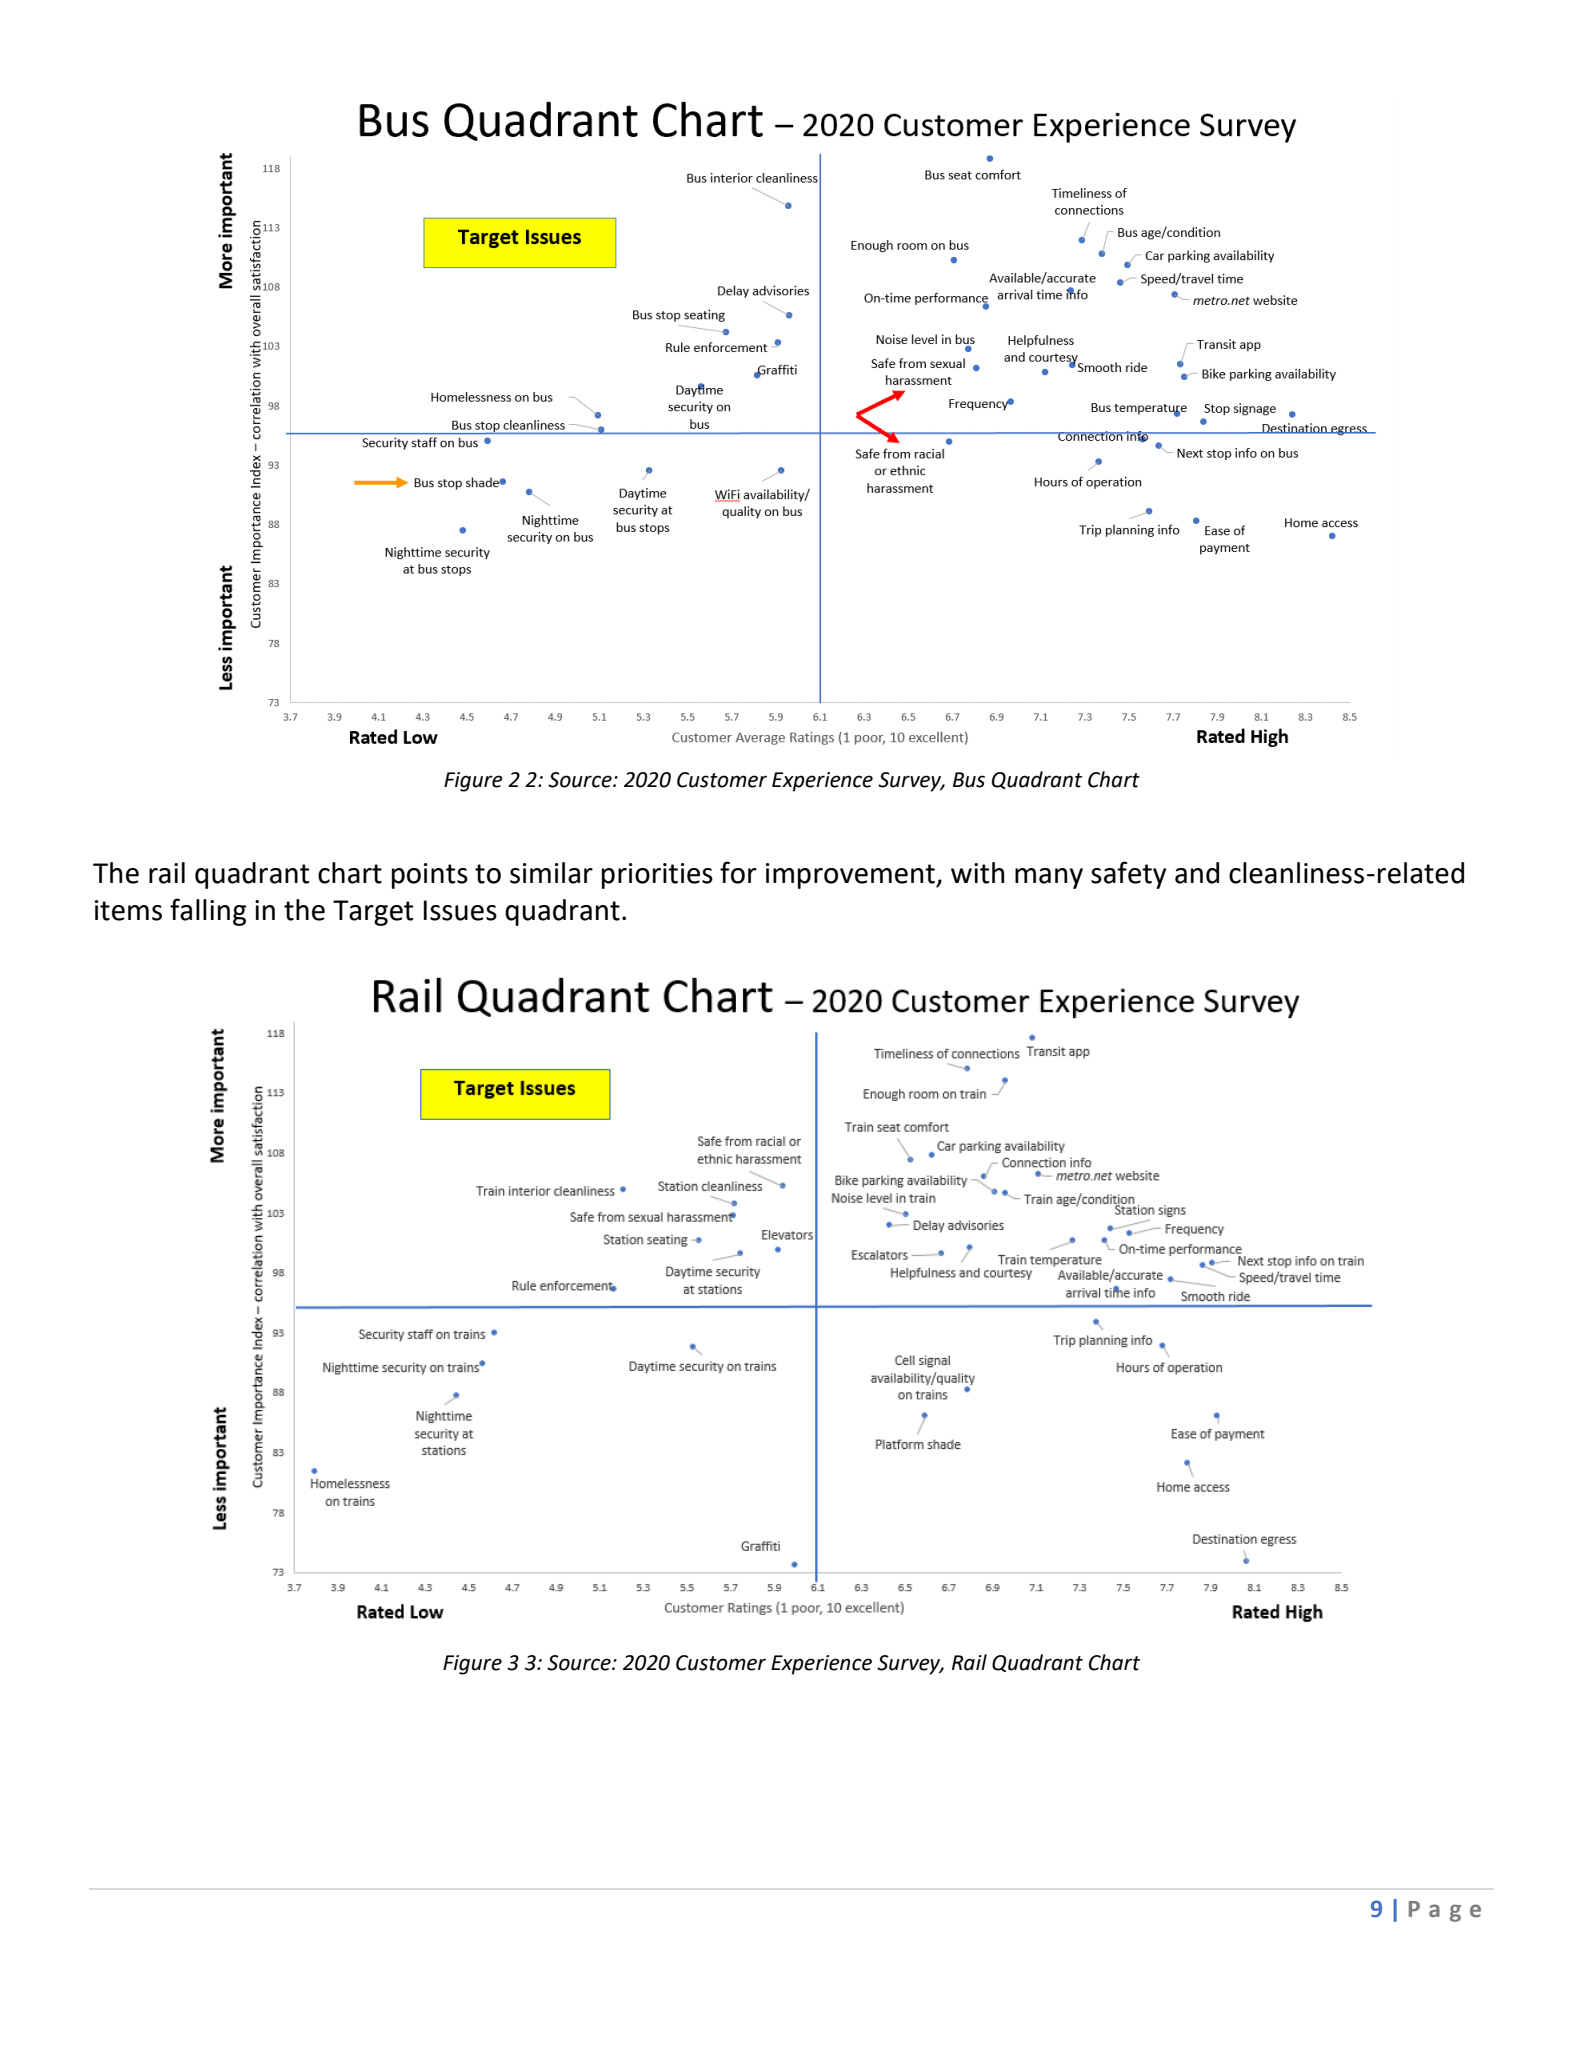 Bus Quadrant Chart – 2020 Customer Experience Survey
More important
Less important
Customer Importance Index – correlation with overall satisfaction
118
113
108
103
98
93
88
83
78
73
Target Issues
Bus interior cleanliness
Bus seat comfort
Timeliness of
connections
Bus age/condition
Enough room on bus
Car parking availability
Available/accurate
arrival time info
Speed/travel time
Delay advisories
On-time performance
metro.net website
Bus stop seating
Rule enforcement
Noise level in bus
Helpfulness
and courtesy
Transit app
Safe from sexual
harassment
Smooth ride
Graffiti
Bike parking availability
Daytime
security on
bus
Homelessness on bus
Frequency
Bus temperature
Stop signage
Bus stop cleanliness
Destination egress
Security staff on bus
Connection info
Safe from racial
or ethnic
harassment
Next stop info on bus
Bus stop shade
Hours of operation
Daytime
security at
bus stops
WiFi availability/
quality on bus
Nighttime
security on bus
Trip planning info
Ease of
payment
Home access
Nighttime security
at bus stops
3.7 3.9 4.1 4.3 4.5 4.7 4.9 5.1 5.3 5.5 5.7 5.9 6.1 6.3 6.5 6.7 6.9 7.1 7.3 7.5 7.7 7.9 8.1 8.3 8.5
Rated Low
Customer Average Ratings (1 poor, 10 excellent)
Rated High
Figure 2 2: Source: 2020 Customer Experience Survey, Bus Quadrant Chart
The rail quadrant chart points to similar priorities for improvement, with many safety and cleanliness-related
items falling in the Target Issues quadrant.
Rail Quadrant Chart – 2020 Customer Experience Survey
More important
Less important
Customer Importance Index – correlation with overall satisfaction
118
113
108
103
98
93
88
83
78
73
Target Issues
Timeliness of connections
Transit app
Enough room on train
Train seat comfort
Safe from racial or
ethnic harassment
Car parking availability
Connection info
Bike parking availability
metro.net website
Train interior cleanliness
Station cleanliness
Noise level in train
Train age/condition
Safe from sexual harassment
Station signs
Delay advisories
Frequency
Station seating
Elevators
Escalators
On-time performance
Train temperature
Next stop info on train
Daytime security
at stations
Helpfulness and courtesy
Available/accurate
arrival time info
Speed/travel time
Rule enforcement
Smooth ride
Security staff on trains
Trip planning info
Nighttime security on trains
Daytime security on trains
Cell signal
availability/quality
on trains
Hours of operation
Nighttime
security at
stations
Platform shade
Ease of payment
Homelessness
on trains
Home access
Graffiti
Destination egress
3.7 3.9 4.1 4.3 4.5 4.7 4.9 5.1 5.3 5.5 5.7 5.9 6.1 6.3 6.5 6.7 6.9 7.1 7.3 7.5 7.7 7.9 8.1 8.3 8.5
Rated Low
Customer Ratings (1 poor, 10 excellent)
Rated High
Figure 3 3: Source: 2020 Customer Experience Survey, Rail Quadrant Chart
9 | Page